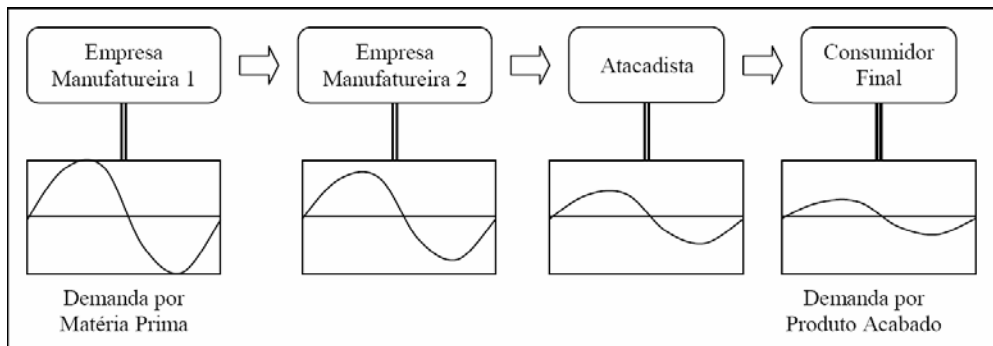 Empresa
Manufatureira 1
Empresa
Manufatureira 2
Atacadista
Consumidor
Final
Demanda por
Matéria Prima
Demanda por
Produto Acabado